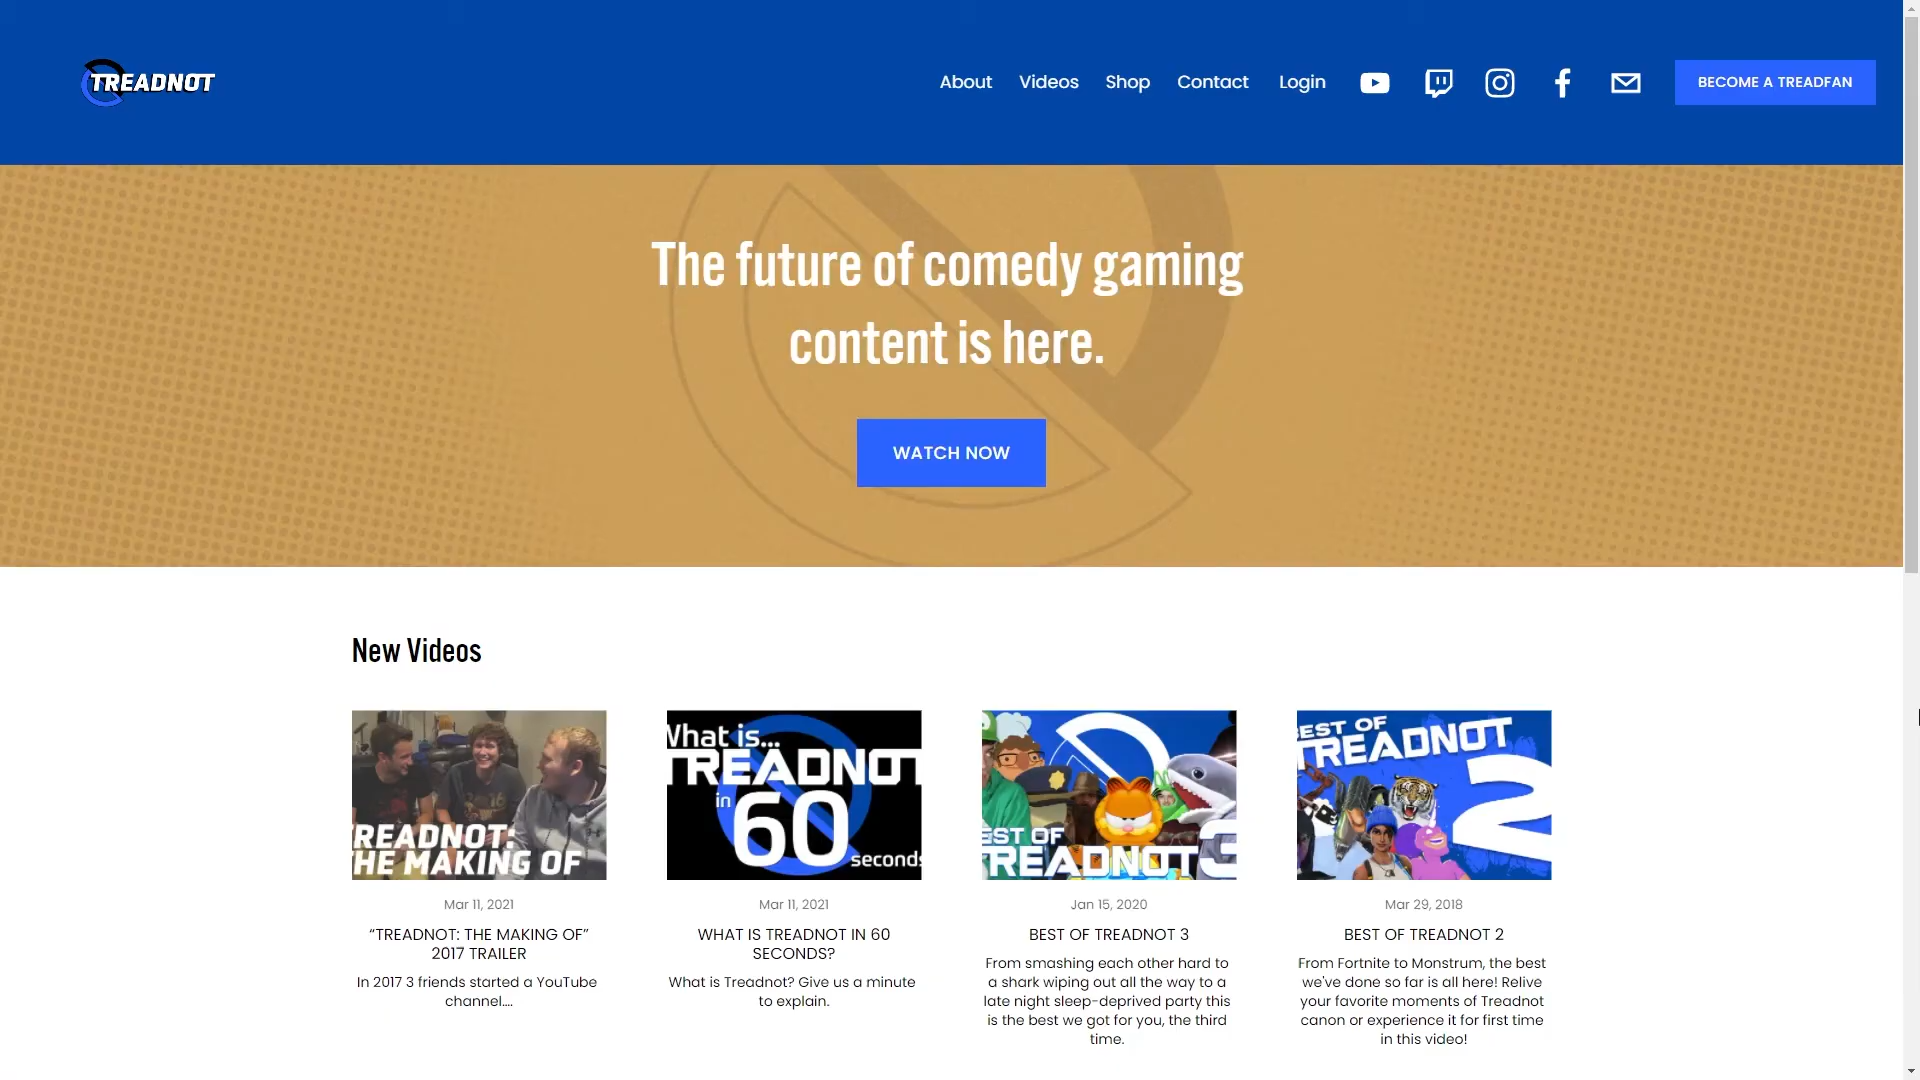 TREADNOT
About Videos Shop Contact Login BECOME A TREADFAN
The future of comedy gaming
content is here.
WATCH NOW
New Videos
READNOT:
HE MAKING OF
What is...
TREADNOT
in 60 seconds
EST OF
TREADNOT 3
EST OF
TREADNOT
2
Mar 11, 2021
“TREADNOT: THE MAKING OF”
2017 TRAILER
In 2017 3 friends started a YouTube
channel....
Mar 11, 2021
WHAT IS TREADNOT IN 60
SECONDS?
What is Treadnot? Give us a minute
to explain.
Jan 15, 2020
BEST OF TREADNOT 3
From smashing each other hard to
a shark wiping out all the way to a
late night sleep-deprived party this
is the best we got for you, the third
time.
Mar 29, 2018
BEST OF TREADNOT 2
From Fortnite to Monstrum, the best
we've done so far is all here! Relive
your favorite moments of Treadnot
canon or experience it for first time
in this video!